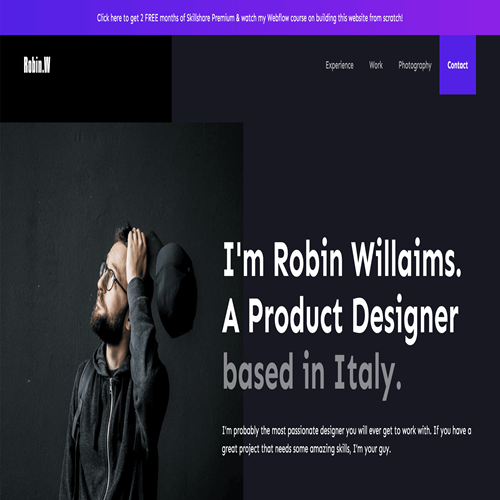 Click here to get 2 FREE months of Skillshare Premium & watch my Webflow course on building this website from scratch!
Robin.W
Experience
Work
Photography
Contact
I'm Robin Willaims.
A Product Designer
based in Italy.
I'm probably the most passionate designer you will ever get to work with. If you have a
great project that needs some amazing skills, I'm your guy.